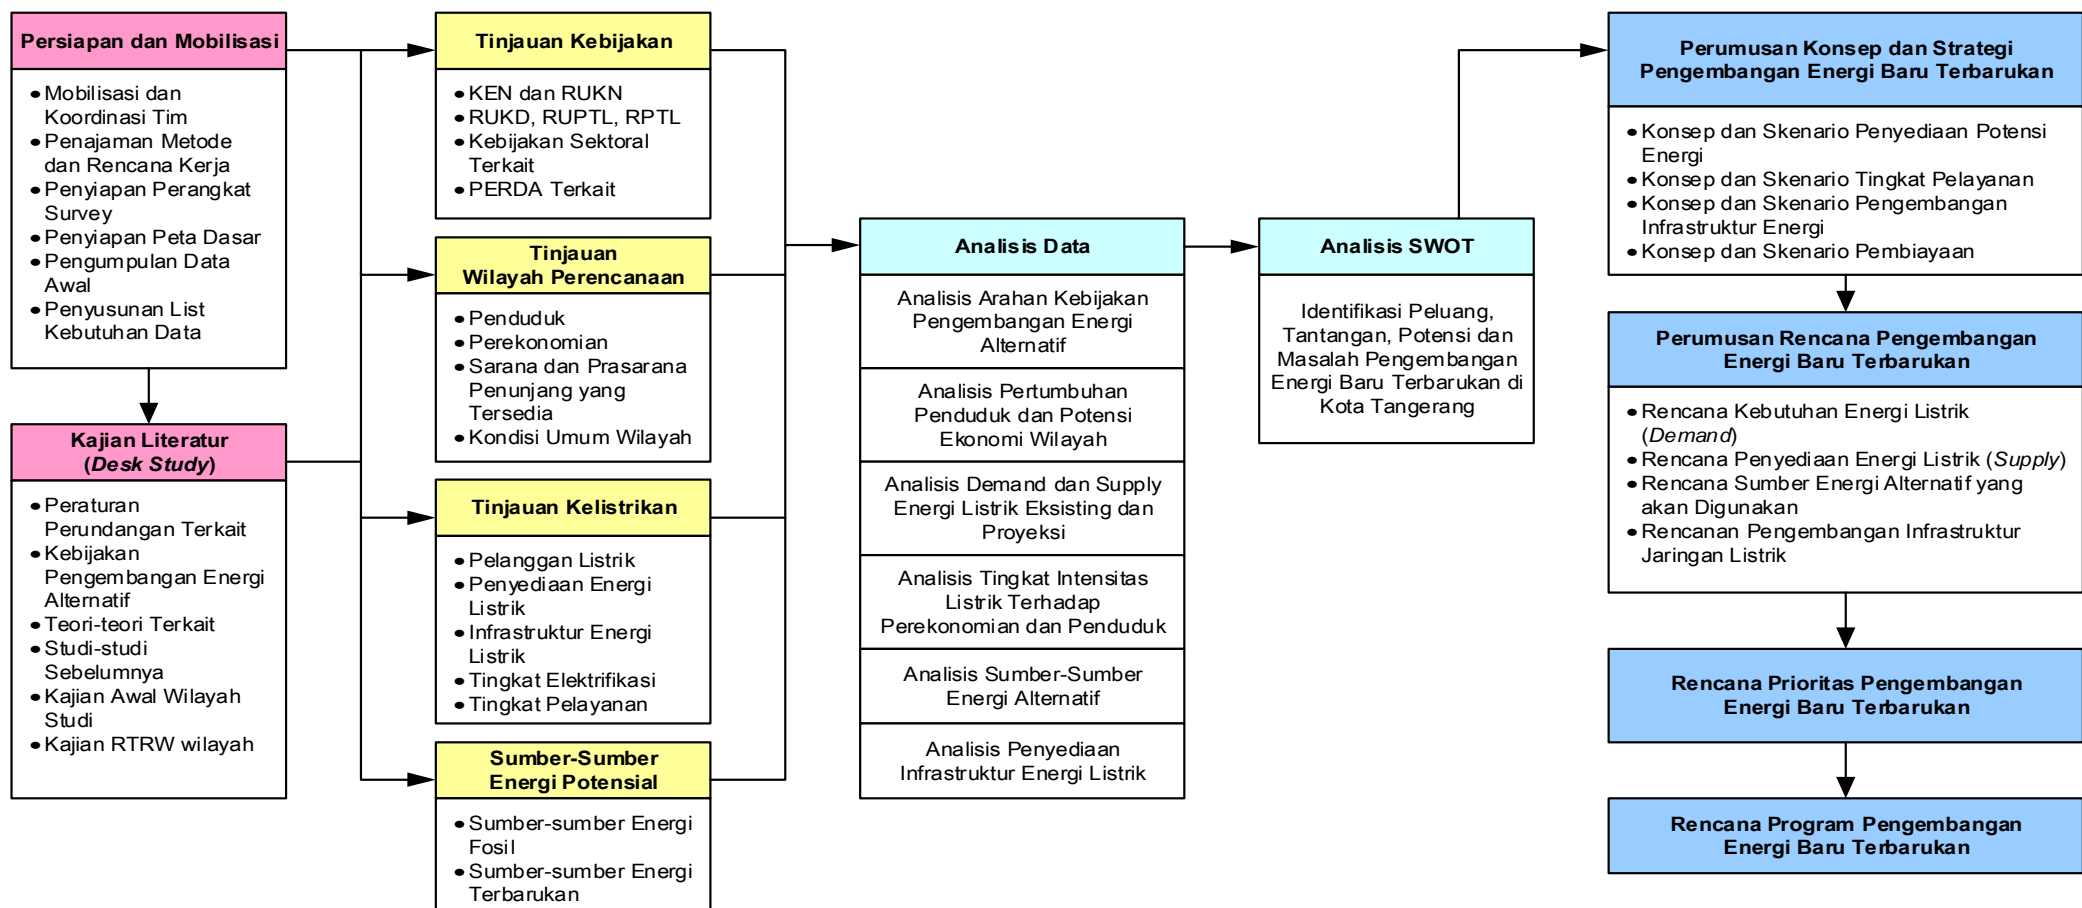 Persiapan dan Mobilisasi
• Mobilisasi dan
Koordinasi Tim
• Penajaman Metode
dan Rencana Kerja
• Penyiapan Perangkat
Survey
• Penyiapan Peta Dasar
• Pengumpulan Data
Awal
• Penyusunan List
Kebutuhan Data
Kajian Literatur
(Desk Study)
• Peraturan
Perundangan Terkait
• Kebijakan
Pengembangan Energi
Alternatif
• Teori-teori Terkait
• Studi-studi
Sebelumnya
• Kajian Awal Wilayah
Studi
• Kajian RTRW wilayah
Tinjauan Kebijakan
• KEN dan RUKN
• RUKD, RUPTL, RPTL
• Kebijakan Sektoral
Terkait
• PERDA Terkait
Tinjauan
Wilayah Perencanaan
• Penduduk
• Perekonomian
• Sarana dan Prasarana
Penunjang yang
Tersedia
• Kondisi Umum Wilayah
Tinjauan Kelistrikan
• Pelanggan Listrik
• Penyediaan Energi
Listrik
• Infrastruktur Energi
Listrik
• Tingkat Elektrifikasi
• Tingkat Pelayanan
Sumber-Sumber
Energi Potensial
• Sumber-sumber Energi
Fosil
• Sumber-sumber Energi
Terbarukan
Analisis Data
Analisis Arahan Kebijakan
Pengembangan Energi
Alternatif
Analisis Pertumbuhan
Penduduk dan Potensi
Ekonomi Wilayah
Analisis Demand dan Supply
Energi Listrik Eksisting dan
Proyeksi
Analisis Tingkat Intensitas
Listrik Terhadap
Perekonomian dan Penduduk
Analisis Sumber-Sumber
Energi Alternatif
Analisis Penyediaan
Infrastruktur Energi Listrik
Analisis SWOT
Identifikasi Peluang,
Tantangan, Potensi dan
Masalah Pengembangan
Energi Baru Terbarukan di
Kota Tangerang
Perumusan Konsep dan Strategi
Pengembangan Energi Baru Terbarukan
• Konsep dan Skenario Penyediaan Potensi
Energi
• Konsep dan Skenario Tingkat Pelayanan
• Konsep dan Skenario Pengembangan
Infrastruktur Energi
• Konsep dan Skenario Pembiayaan
Perumusan Rencana Pengembangan
Energi Baru Terbarukan
• Rencana Kebutuhan Energi Listrik
(Demand)
• Rencana Penyediaan Energi Listrik (Supply)
• Rencana Sumber Energi Alternatif yang
akan Digunakan
• Rencanan Pengembangan Infrastruktur
Jaringan Listrik
Rencana Prioritas Pengembangan
Energi Baru Terbarukan
Rencana Program Pengembangan
Energi Baru Terbarukan